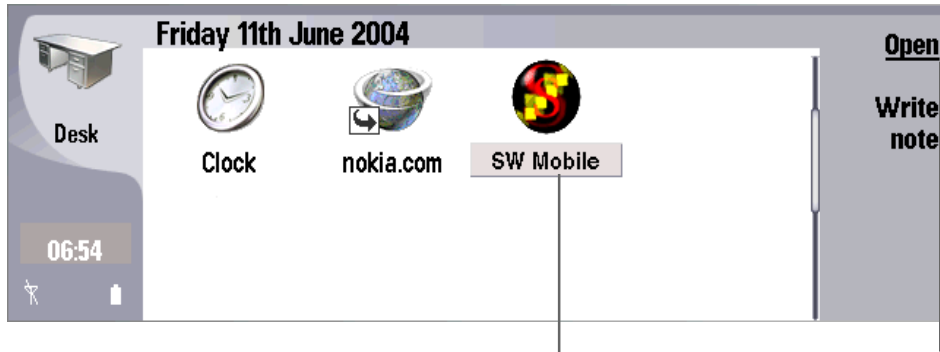 Friday 11th June 2004
Open
Desk
Clock
nokia.com
SW Mobile
Write
note
06:54